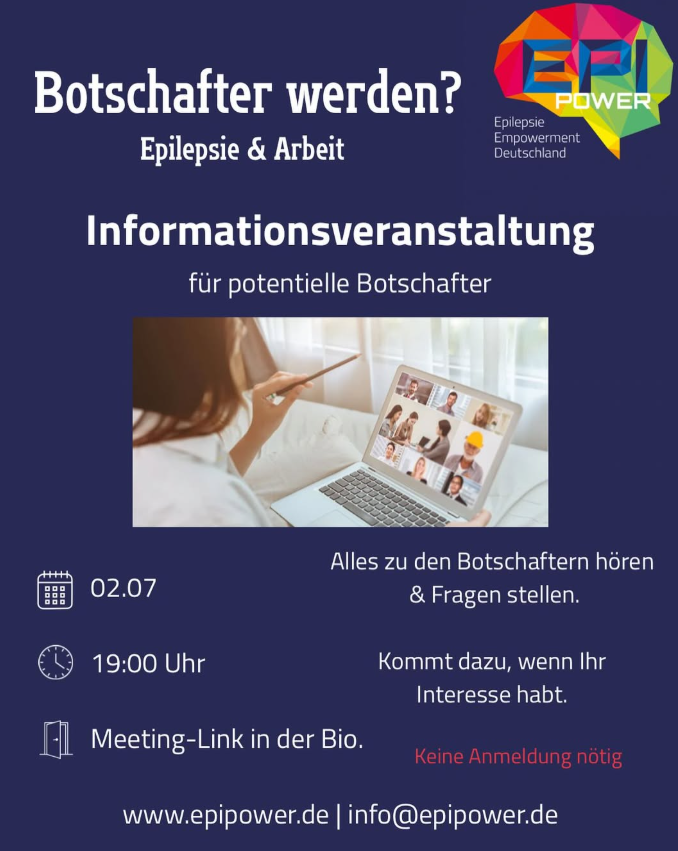 Botschafter werden?
Epilepsie & Arbeit
EPI
POWER
Epilepsie
Empowerment
Deutschland
Informationsveranstaltung
für potentielle Botschafter
02.07
19:00 Uhr
Meeting-Link in der Bio.
Alles zu den Botschaftern hören
& Fragen stellen.
Kommt dazu, wenn Ihr
Interesse habt.
Keine Anmeldung nötig
www.epipower.de | info@epipower.de